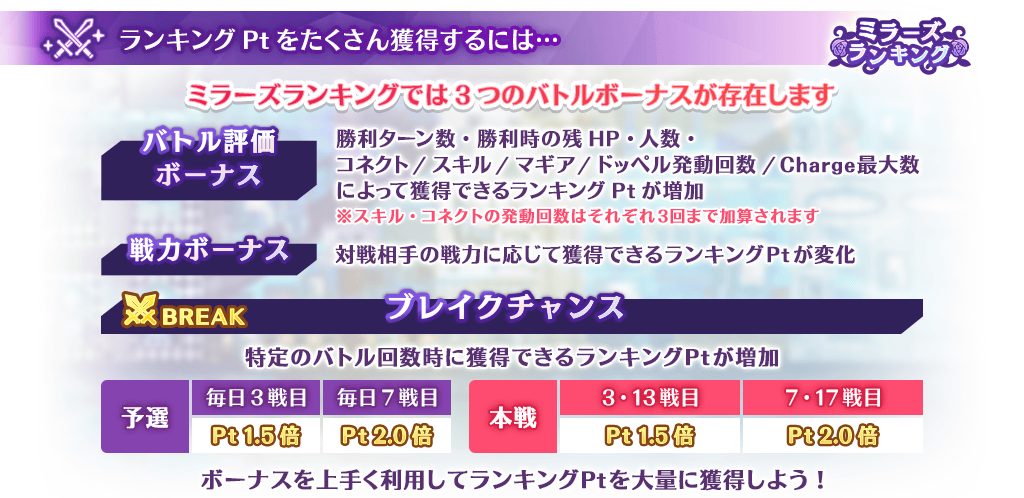 ランキング Pt をたくさん獲得するには…
ミラーズ
ランキング
ミラーズランキングでは3つのバトルボーナスが存在します
バトル評価
ボーナス
勝利ターン数・勝利時の残 HP・人数・
コネクト/スキル/マギア/ドッペル発動回数/Charge最大数
によって獲得できるランキング Pt が増加
※スキル・コネクトの発動回数はそれぞれ3回まで加算されます
戦力ボーナス
対戦相手の戦力に応じて獲得できるランキングPtが変化
BREAK
ブレイクチャンス
特定のバトル回数時に獲得できるランキングPtが増加
予選
毎日3戦目
毎日7戦目
Pt 1.5 倍
Pt 2.0 倍
本戦
3・13戦目
7・17戦目
Pt 1.5 倍
Pt 2.0 倍
ボーナスを上手く利用してランキングPtを大量に獲得しよう!